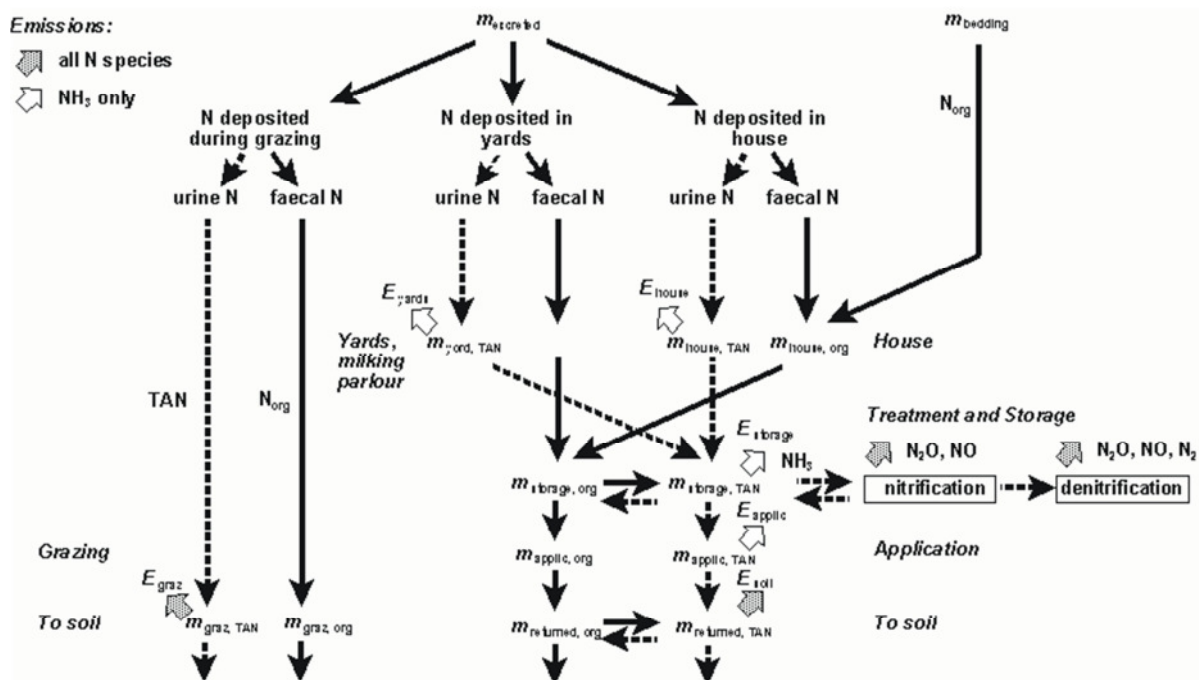 Emissions:
all N species
NH₃ only
m excreted
m bedding
N deposited
during grazing
N deposited in
yards
N deposited in
house
N org
urine N
faecal N
urine N
faecal N
urine N
faecal N
E yards
E house
Yards,
milking
parlour
m yard, TAN
m house, TAN
m house, org
House
TAN
N org
Treatment and Storage
E storage
NH₃
N₂O, NO
N₂O, NO, N₂
m storage, org
m storage, TAN
nitrification
denitrification
E applic
Grazing
m applic, org
m applic, TAN
Application
E graz
E soil
To soil
m graz, TAN
m graz, org
m returned, org
m returned, TAN
To soil